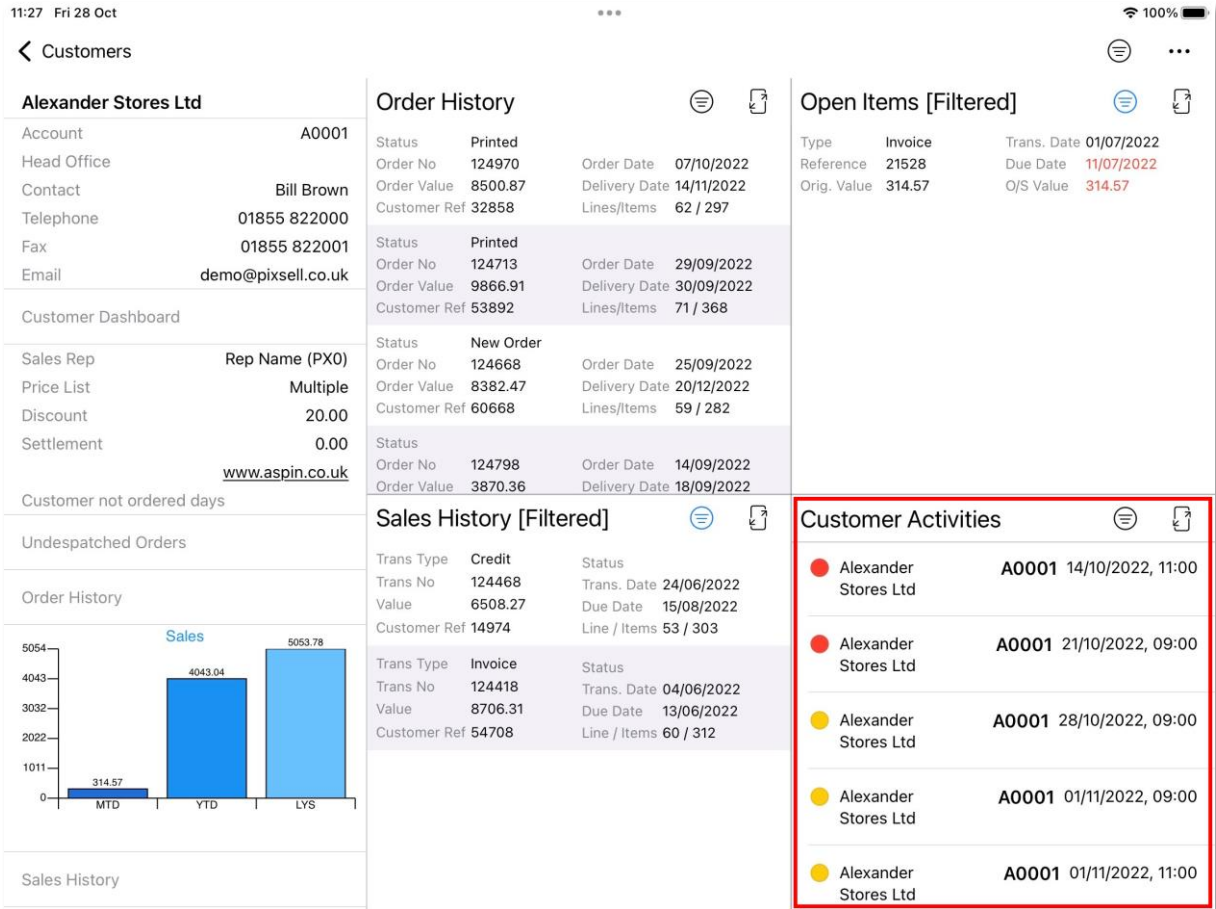 11:27 Fri 28 Oct
100%
Customers
Alexander Stores Ltd
Account A0001
Head Office
Contact Bill Brown
Telephone 01855 822000
Fax 01855 822001
Email demo@pixsell.co.uk
Customer Dashboard
Sales Rep Rep Name (PX0)
Price List Multiple
Discount 20.00
Settlement 0.00
www.aspin.co.uk
Customer not ordered days
Undespatched Orders
Order History
Sales
5054
4043
3032
2022
1011
0
314.57
4043.04
5053.78
MTD YTD LYS
Sales History
Order History
Status Printed
Order No 124970 Order Date 07/10/2022
Order Value 8500.87 Delivery Date 14/11/2022
Customer Ref 32858 Lines/Items 62 / 297
Status Printed
Order No 124713 Order Date 29/09/2022
Order Value 9866.91 Delivery Date 30/09/2022
Customer Ref 53892 Lines/Items 71 / 368
Status New Order
Order No 124668 Order Date 25/09/2022
Order Value 8382.47 Delivery Date 20/12/2022
Customer Ref 60668 Lines/Items 59 / 282
Status
Order No 124798 Order Date 14/09/2022
Order Value 3870.36 Delivery Date 18/09/2022
Open Items [Filtered]
Type Invoice Trans. Date 01/07/2022
Reference 21528 Due Date 11/07/2022
Orig. Value 314.57 O/S Value 314.57
Sales History [Filtered]
Trans Type Credit Status
Trans No 124468 Trans. Date 24/06/2022
Value 6508.27 Due Date 15/08/2022
Customer Ref 14974 Line / Items 53 / 303
Trans Type Invoice Status
Trans No 124418 Trans. Date 04/06/2022
Value 8706.31 Due Date 13/06/2022
Customer Ref 54708 Line / Items 60 / 312
Customer Activities
Alexander A0001 14/10/2022, 11:00
Stores Ltd
Alexander A0001 21/10/2022, 09:00
Stores Ltd
Alexander A0001 28/10/2022, 09:00
Stores Ltd
Alexander A0001 01/11/2022, 09:00
Stores Ltd
Alexander A0001 01/11/2022, 11:00
Stores Ltd